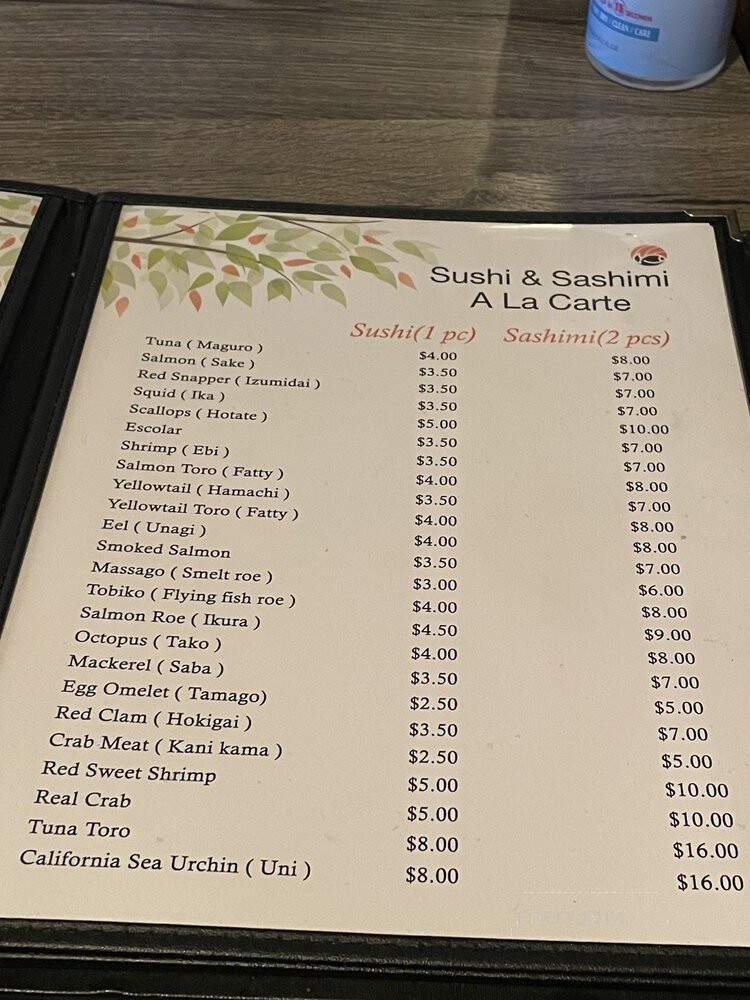 15 SECONDS
/ CLEAN / CARE
Sushi & Sashimi
A La Carte
Sushi(1 pc) Sashimi(2 pcs)
Tuna ( Maguro ) $4.00 $8.00
Salmon ( Sake ) $3.50 $7.00
Red Snapper ( Izumidai ) $3.50 $7.00
Squid ( Ika ) $3.50 $7.00
Scallops ( Hotate ) $5.00 $10.00
Escolar $3.50 $7.00
Shrimp ( Ebi ) $3.50 $7.00
Salmon Toro ( Fatty ) $4.00 $8.00
Yellowtail ( Hamachi ) $3.50 $7.00
Yellowtail Toro ( Fatty ) $4.00 $8.00
Eel ( Unagi ) $4.00 $8.00
Smoked Salmon $3.50 $7.00
Massago ( Smelt roe ) $3.00 $6.00
Tobiko ( Flying fish roe ) $4.00 $8.00
Salmon Roe ( Ikura ) $4.50 $9.00
Octopus ( Tako ) $4.00 $8.00
Mackerel ( Saba ) $3.50 $7.00
Egg Omelet ( Tamago) $2.50 $5.00
Red Clam ( Hokigai ) $3.50 $7.00
Crab Meat ( Kani kama ) $2.50 $5.00
Red Sweet Shrimp $5.00 $10.00
Real Crab $5.00 $10.00
Tuna Toro $8.00 $16.00
California Sea Urchin ( Uni ) $8.00 $16.00